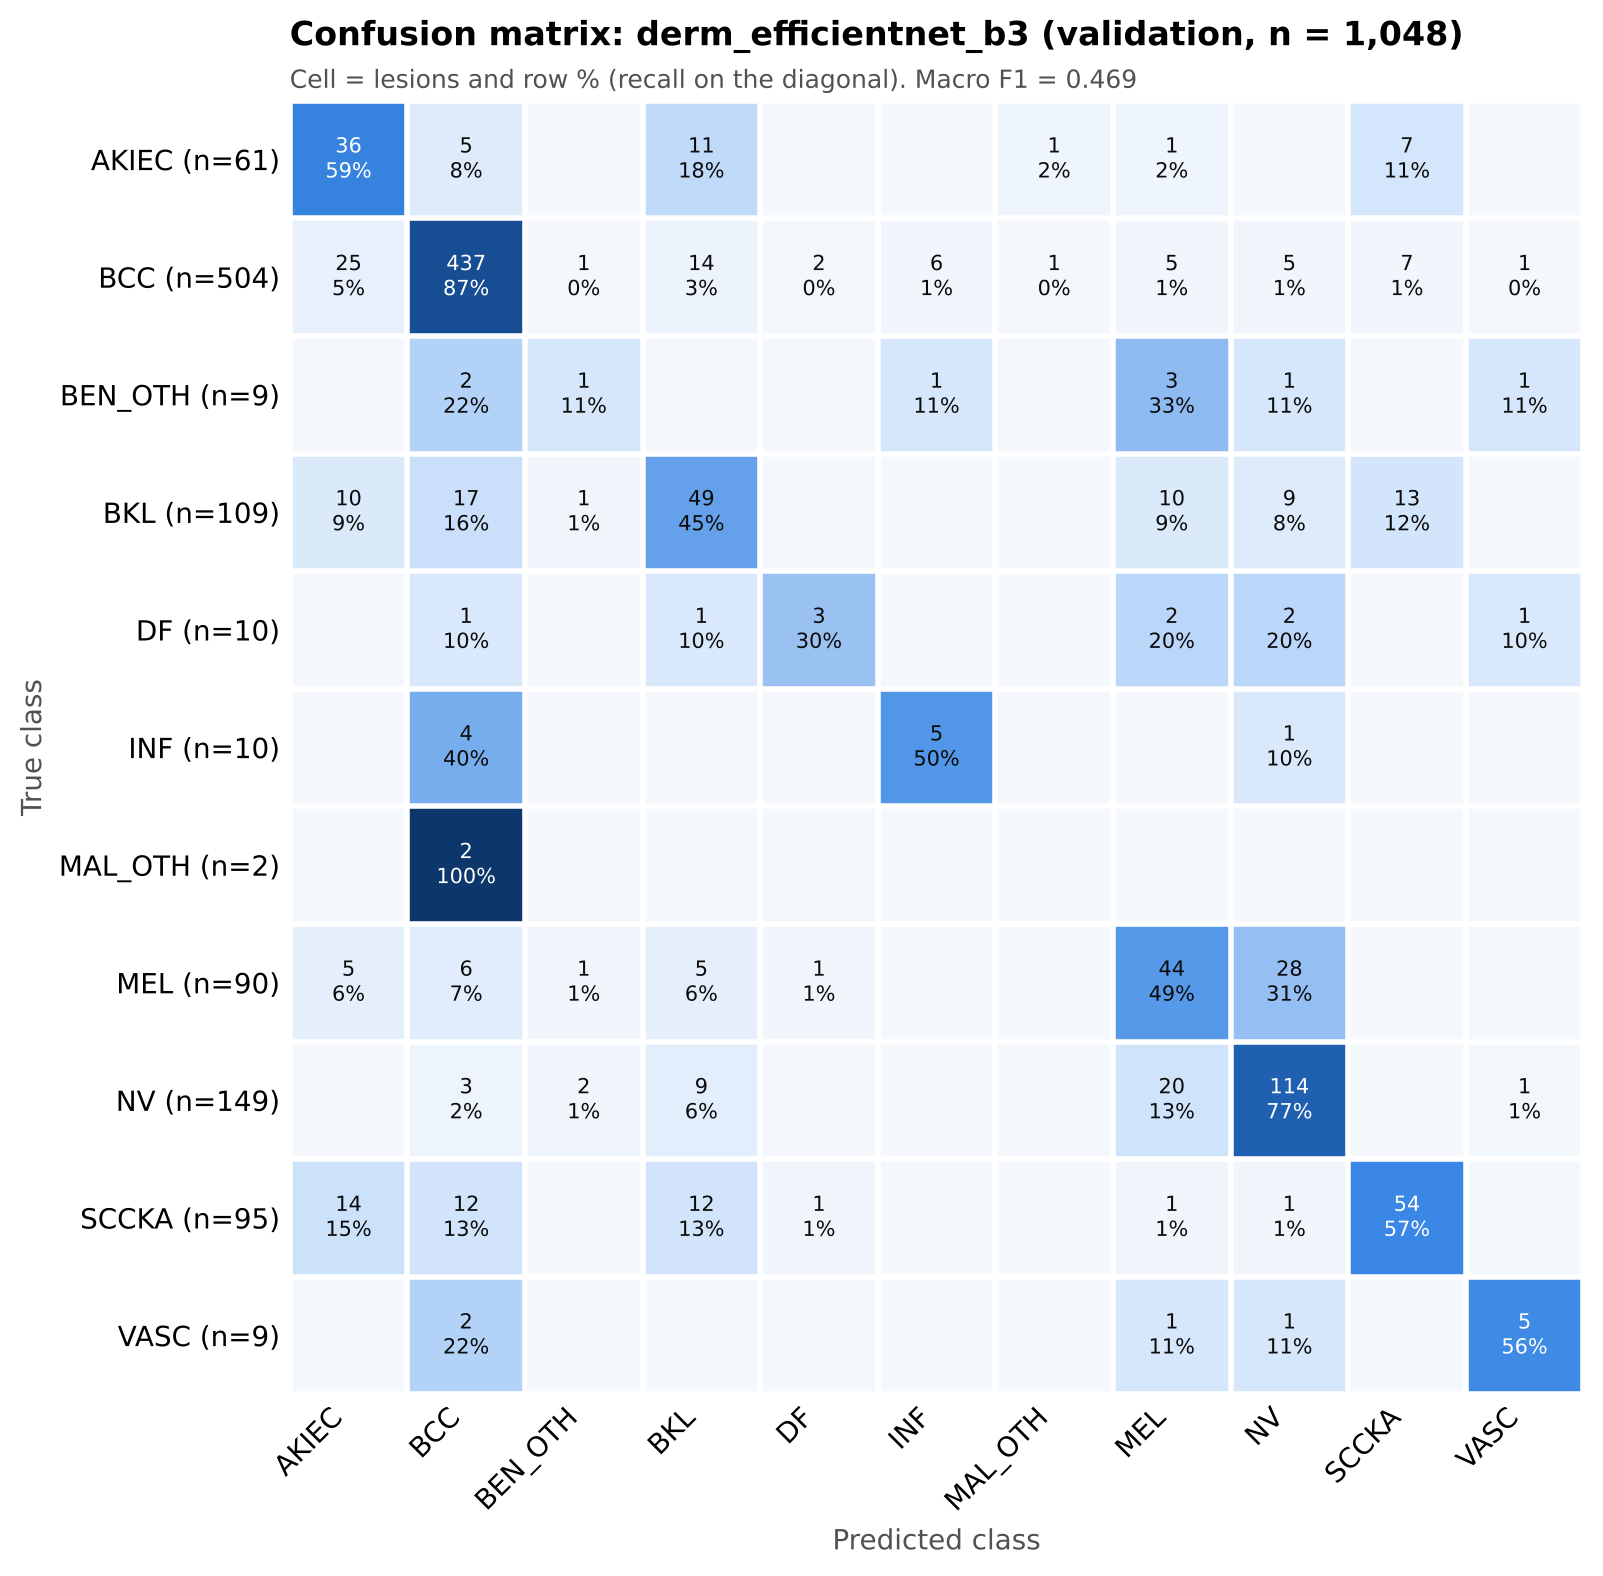 Confusion matrix: derm_efficientnet_b3 (validation, n = 1,048)
Cell = lesions and row % (recall on the diagonal). Macro F1 = 0.469
True class
AKIEC (n=61)
36 5 11 1 1 7
59% 8% 18% 2% 2% 11%
BCC (n=504)
25 437 1 14 2 6 1 5 5 7 1
5% 87% 0% 3% 0% 1% 0% 1% 1% 1% 0%
BEN_OTH (n=9)
2 1 1 3 1 1
22% 11% 11% 33% 11% 11%
BKL (n=109)
10 17 1 49 10 9 13
9% 16% 1% 45% 9% 8% 12%
DF (n=10)
1 1 3 2 2 1
10% 10% 30% 20% 20% 10%
INF (n=10)
4 5 1
40% 50% 10%
MAL_OTH (n=2)
2
100%
MEL (n=90)
5 6 1 5 1 44 28
6% 7% 1% 6% 1% 49% 31%
NV (n=149)
3 2 9 20 114 1
2% 1% 6% 13% 77% 1%
SCCKA (n=95)
14 12 12 1 1 1 54
15% 13% 13% 1% 1% 1% 57%
VASC (n=9)
2 1 1 5
22% 11% 11% 56%
AKIEC BCC BEN_OTH BKL DF INF MAL_OTH MEL NV SCCKA VASC
Predicted class